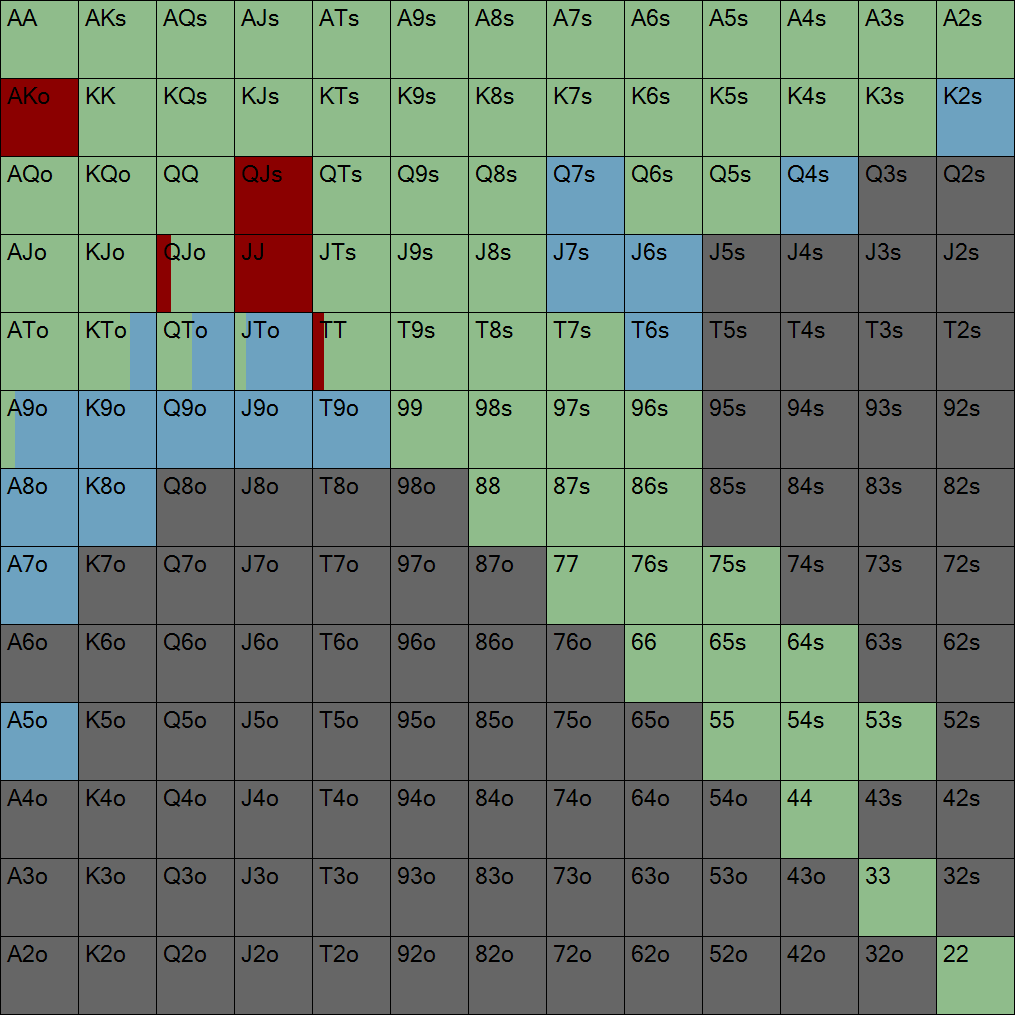 AA AKs AQs AJs ATs A9s A8s A7s A6s A5s A4s A3s A2s
AKo KK KQs KJs KTs K9s K8s K7s K6s K5s K4s K3s K2s
AQo KQo QQ QJs QTs Q9s Q8s Q7s Q6s Q5s Q4s Q3s Q2s
AJo KJo QJo JJ JTs J9s J8s J7s J6s J5s J4s J3s J2s
ATo KTo QTo JTo TT T9s T8s T7s T6s T5s T4s T3s T2s
A9o K9o Q9o J9o T9o 99 98s 97s 96s 95s 94s 93s 92s
A8o K8o Q8o J8o T8o 98o 88 87s 86s 85s 84s 83s 82s
A7o K7o Q7o J7o T7o 97o 87o 77 76s 75s 74s 73s 72s
A6o K6o Q6o J6o T6o 96o 86o 76o 66 65s 64s 63s 62s
A5o K5o Q5o J5o T5o 95o 85o 75o 65o 55 54s 53s 52s
A4o K4o Q4o J4o T4o 94o 84o 74o 64o 54o 44 43s 42s
A3o K3o Q3o J3o T3o 93o 83o 73o 63o 53o 43o 33 32s
A2o K2o Q2o J2o T2o 92o 82o 72o 62o 52o 42o 32o 22